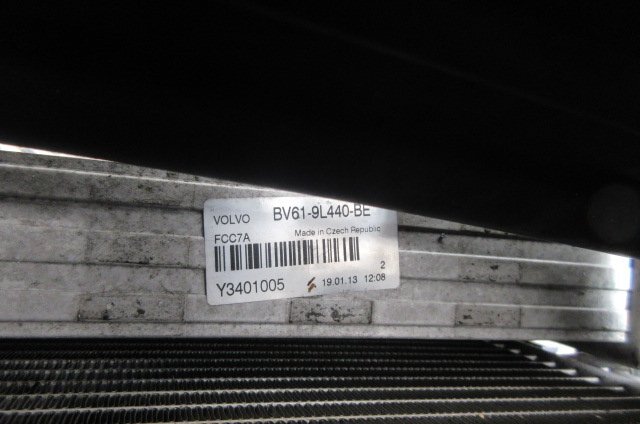 VOLVO BV61-9L440-BE
FCC7A Made in Czech Republic
2
Y3401005 19.01.13 12:08